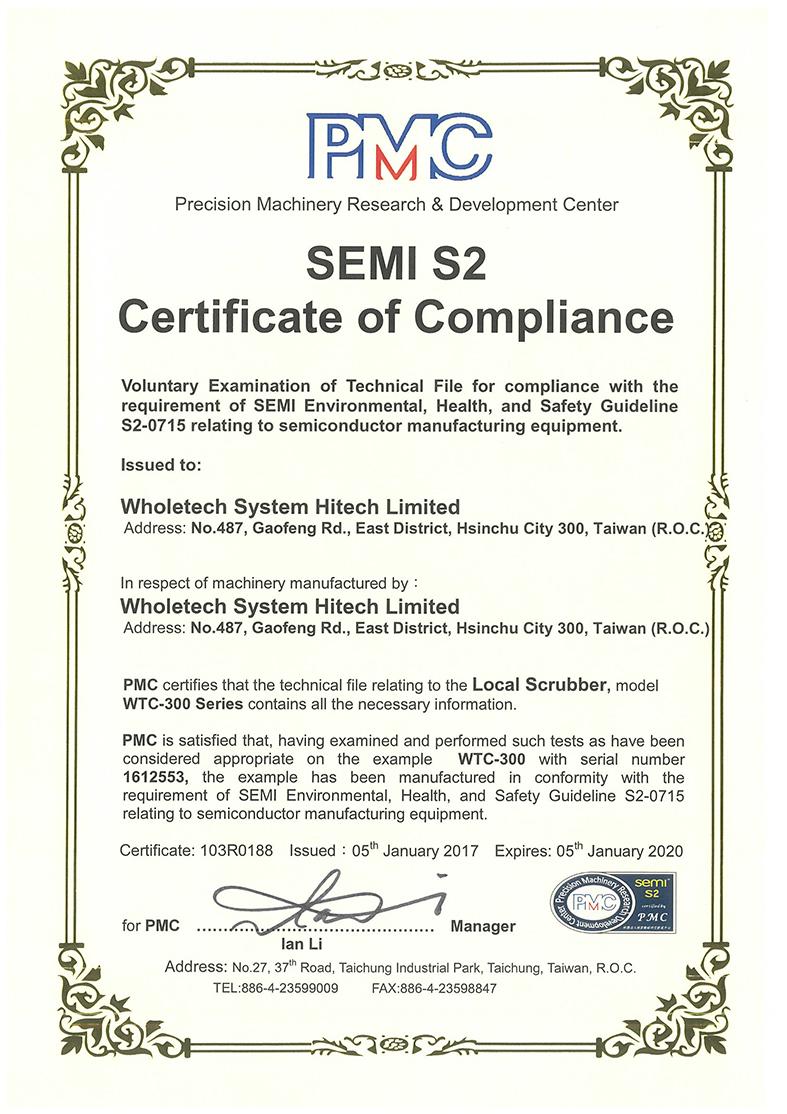 PMC
Precision Machinery Research & Development Center
SEMI S2
Certificate of Compliance
Voluntary Examination of Technical File for compliance with the
requirement of SEMI Environmental, Health, and Safety Guideline
S2-0715 relating to semiconductor manufacturing equipment.
Issued to:
Wholetech System Hitech Limited
Address: No.487, Gaofeng Rd., East District, Hsinchu City 300, Taiwan (R.O.C.)
In respect of machinery manufactured by :
Wholetech System Hitech Limited
Address: No.487, Gaofeng Rd., East District, Hsinchu City 300, Taiwan (R.O.C.)
PMC certifies that the technical file relating to the Local Scrubber, model
WTC-300 Series contains all the necessary information.
PMC is satisfied that, having examined and performed such tests as have been
considered appropriate on the example WTC-300 with serial number
1612553, the example has been manufactured in conformity with the
requirement of SEMI Environmental, Health, and Safety Guideline S2-0715
relating to semiconductor manufacturing equipment.
Certificate: 103R0188 Issued : 05th January 2017 Expires: 05th January 2020
Precision Machinery Research Development Center
PMC
semi
S2
certified by
PMC
for PMC .......................................... Manager
Ian Li
Address: No.27, 37th Road, Taichung Industrial Park, Taichung, Taiwan, R.O.C.
TEL:886-4-23599009 FAX:886-4-23598847